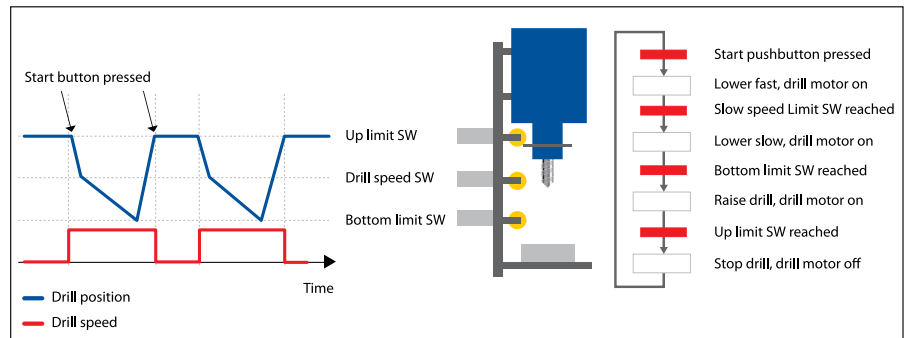 Start button pressed
Up limit SW
Drill speed SW
Bottom limit SW
Time
Drill position
Drill speed
Start pushbutton pressed
Lower fast, drill motor on
Slow speed Limit SW reached
Lower slow, drill motor on
Bottom limit SW reached
Raise drill, drill motor on
Up limit SW reached
Stop drill, drill motor off